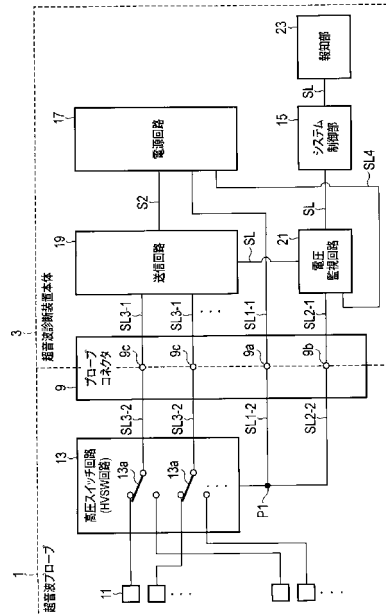 1
超音波プローブ
3
超音波診断装置本体
13
高圧スイッチ回路
(HVSW回路)
13a
13a
11
P1
9
プローブ
コネクタ
9c
9c
9a
9b
SL3-2
SL3-2
SL1-2
SL2-2
SL3-1
SL3-1
SL1-1
SL2-1
19
送信回路
S2
17
電源回路
SL
21
電圧
監視回路
SL
15
システム
制御部
SL
23
報知部
SL4